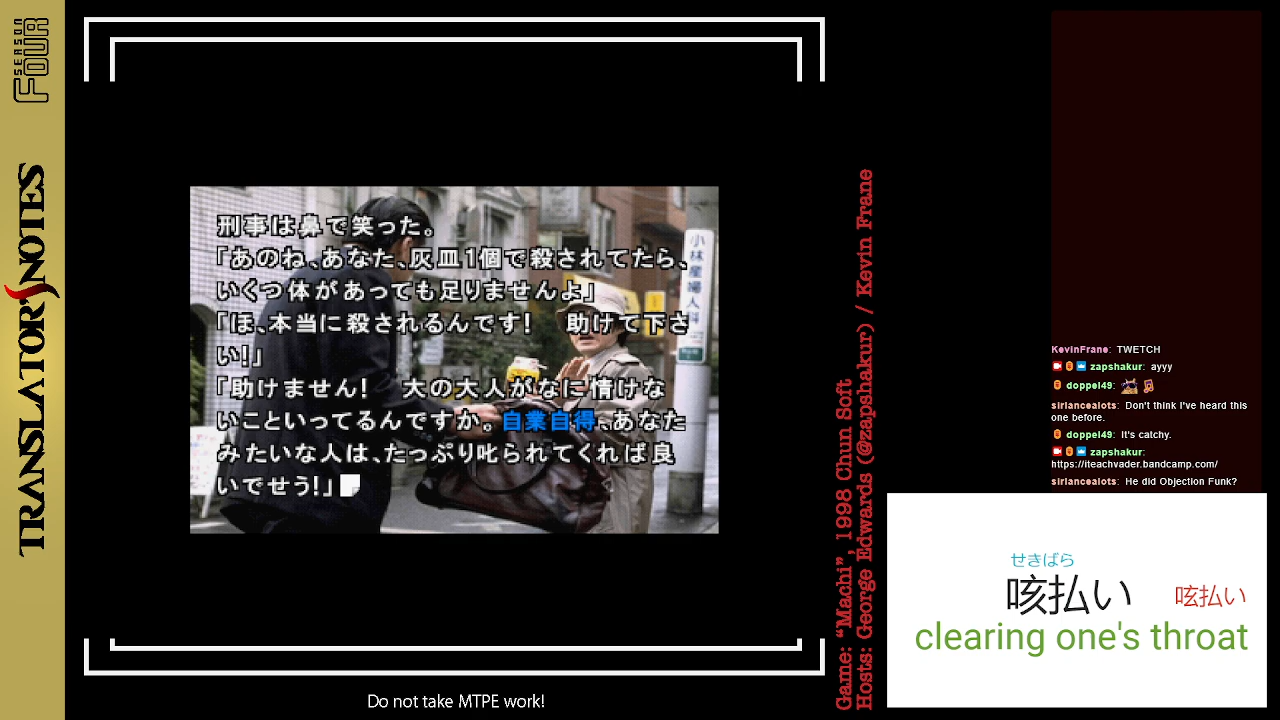 SEASON FOUR
TRANSLATOR'S NOTES
刑事は鼻で笑った。
「あのね、あなた、灰皿1個で殺されてたら、
いくつ体があっても足りませんよ」
「ほ、本当に殺されるんです!　助けて下さ
い!」
「助けません!　大の大人がなに情けな
いこといってるんですか。自業自得、あなた
みたいな人は、たっぷり叱られてくれば良
いでせう!」
小林産婦人科
Do not take MTPE work!
Game: "Machi", 1998 Chun Soft
Hosts: George Edwards (@zapshakur) / Kevin Frane
KevinFrane: TWETCH
zapshakur: ayyy
doppel49:
sirlancealots: Don't think I've heard this
one before.
doppel49: It's catchy.
zapshakur:
https://iteachvader.bandcamp.com/
sirlancealots: He did Objection Funk?
せきばら
咳払い
呟払い
clearing one's throat